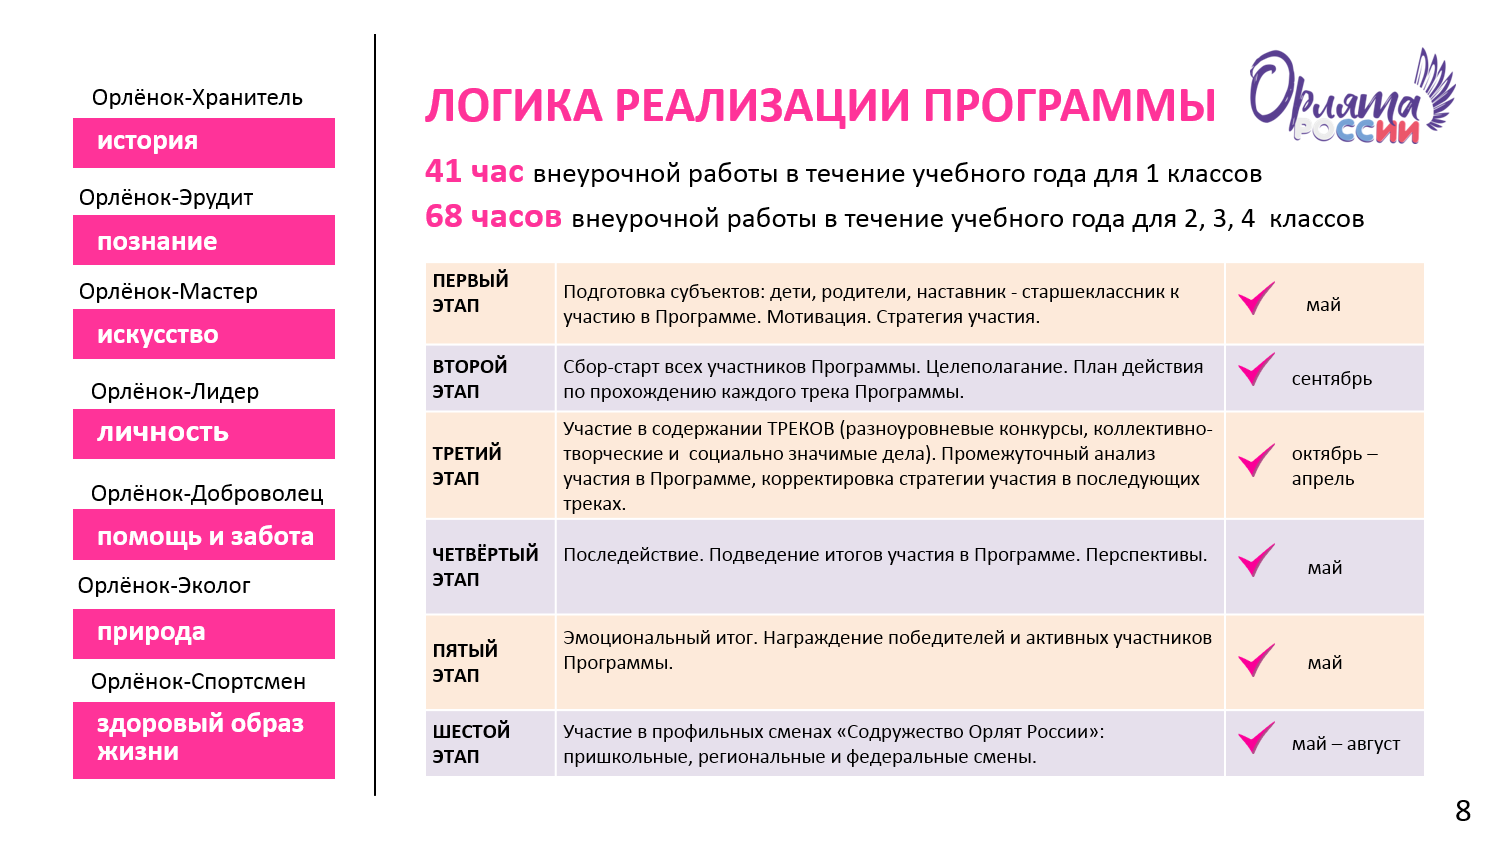 Орлёнок-Хранитель
история
Орлёнок-Эрудит
познание
Орлёнок-Мастер
искусство
Орлёнок-Лидер
личность
Орлёнок-Доброволец
помощь и забота
Орлёнок-Эколог
природа
Орлёнок-Спортсмен
здоровый образ
жизни
ЛОГИКА РЕАЛИЗАЦИИ ПРОГРАММЫ
Орлята
РОССИИ
41 час внеурочной работы в течение учебного года для 1 классов
68 часов внеурочной работы в течение учебного года для 2, 3, 4 классов
ПЕРВЫЙ
ЭТАП
Подготовка субъектов: дети, родители, наставник - старшеклассник к
участию в Программе. Мотивация. Стратегия участия.
май
ВТОРОЙ
ЭТАП
Сбор-старт всех участников Программы. Целеполагание. План действия
по прохождению каждого трека Программы.
сентябрь
ТРЕТИЙ
ЭТАП
Участие в содержании ТРЕКОВ (разноуровневые конкурсы, коллективно-
творческие и социально значимые дела). Промежуточный анализ
участия в Программе, корректировка стратегии участия в последующих
треках.
октябрь –
апрель
ЧЕТВЁРТЫЙ
ЭТАП
Последействие. Подведение итогов участия в Программе. Перспективы.
май
ПЯТЫЙ
ЭТАП
Эмоциональный итог. Награждение победителей и активных участников
Программы.
май
ШЕСТОЙ
ЭТАП
Участие в профильных сменах «Содружество Орлят России»:
пришкольные, региональные и федеральные смены.
май – август
8